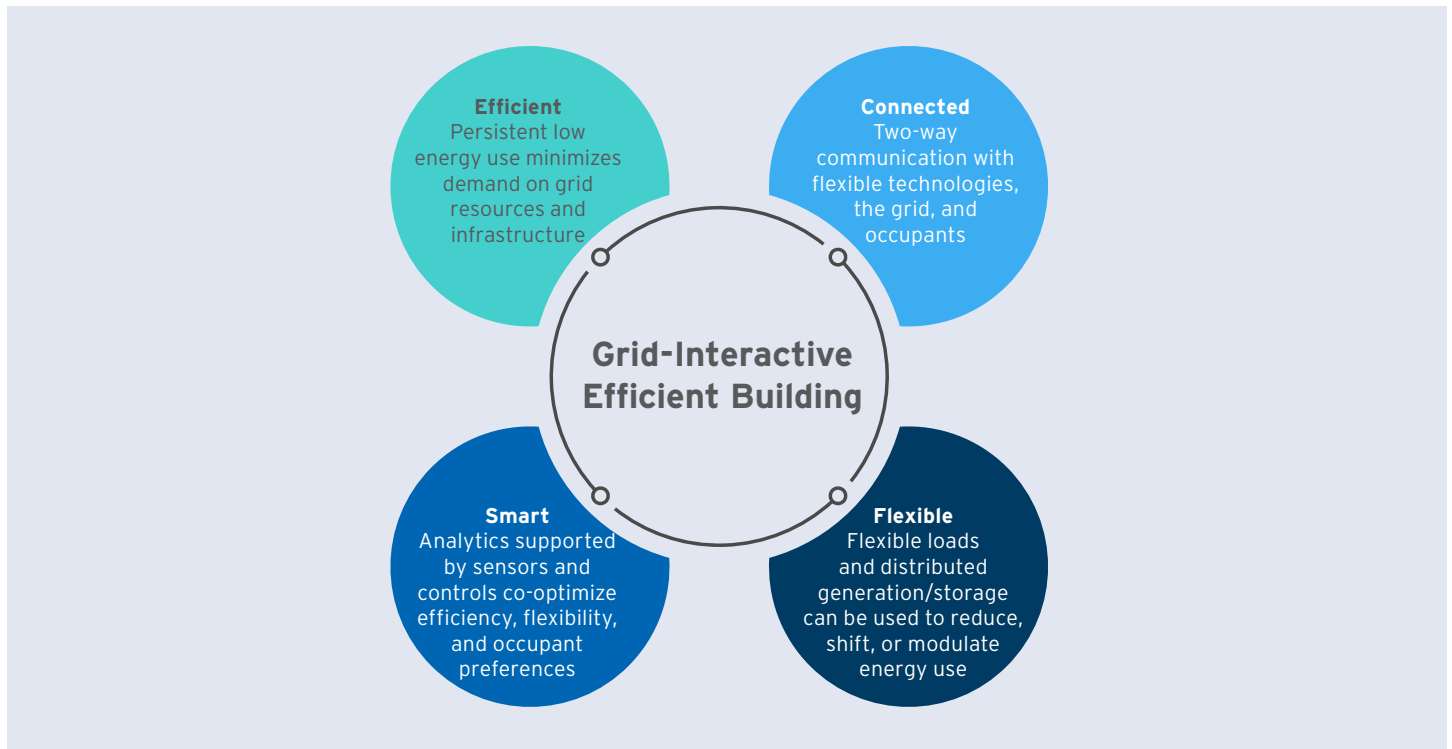 Efficient
Persistent low
energy use minimizes
demand on grid
resources and
infrastructure
Connected
Two-way
communication with
flexible technologies,
the grid, and
occupants
Grid-Interactive
Efficient Building
Smart
Analytics supported
by sensors and
controls co-optimize
efficiency, flexibility,
and occupant
preferences
Flexible
Flexible loads
and distributed
generation/storage
can be used to reduce,
shift, or modulate
energy use